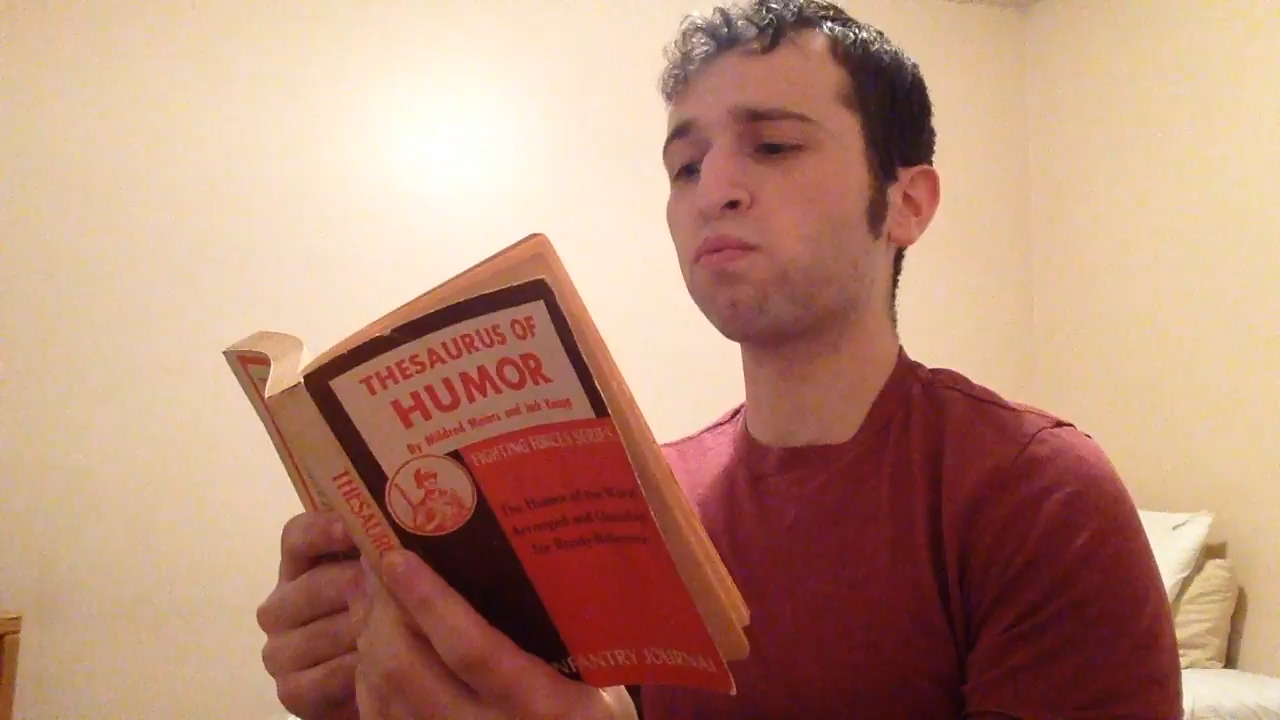 THESAURUS OF
HUMOR
By Mildred Meiers and Jack Knapp
FIGHTING FORCES SERIES
The Humor of the World
Arranged and Classified
for Ready Reference
INFANTRY JOURNAL
THESAURU